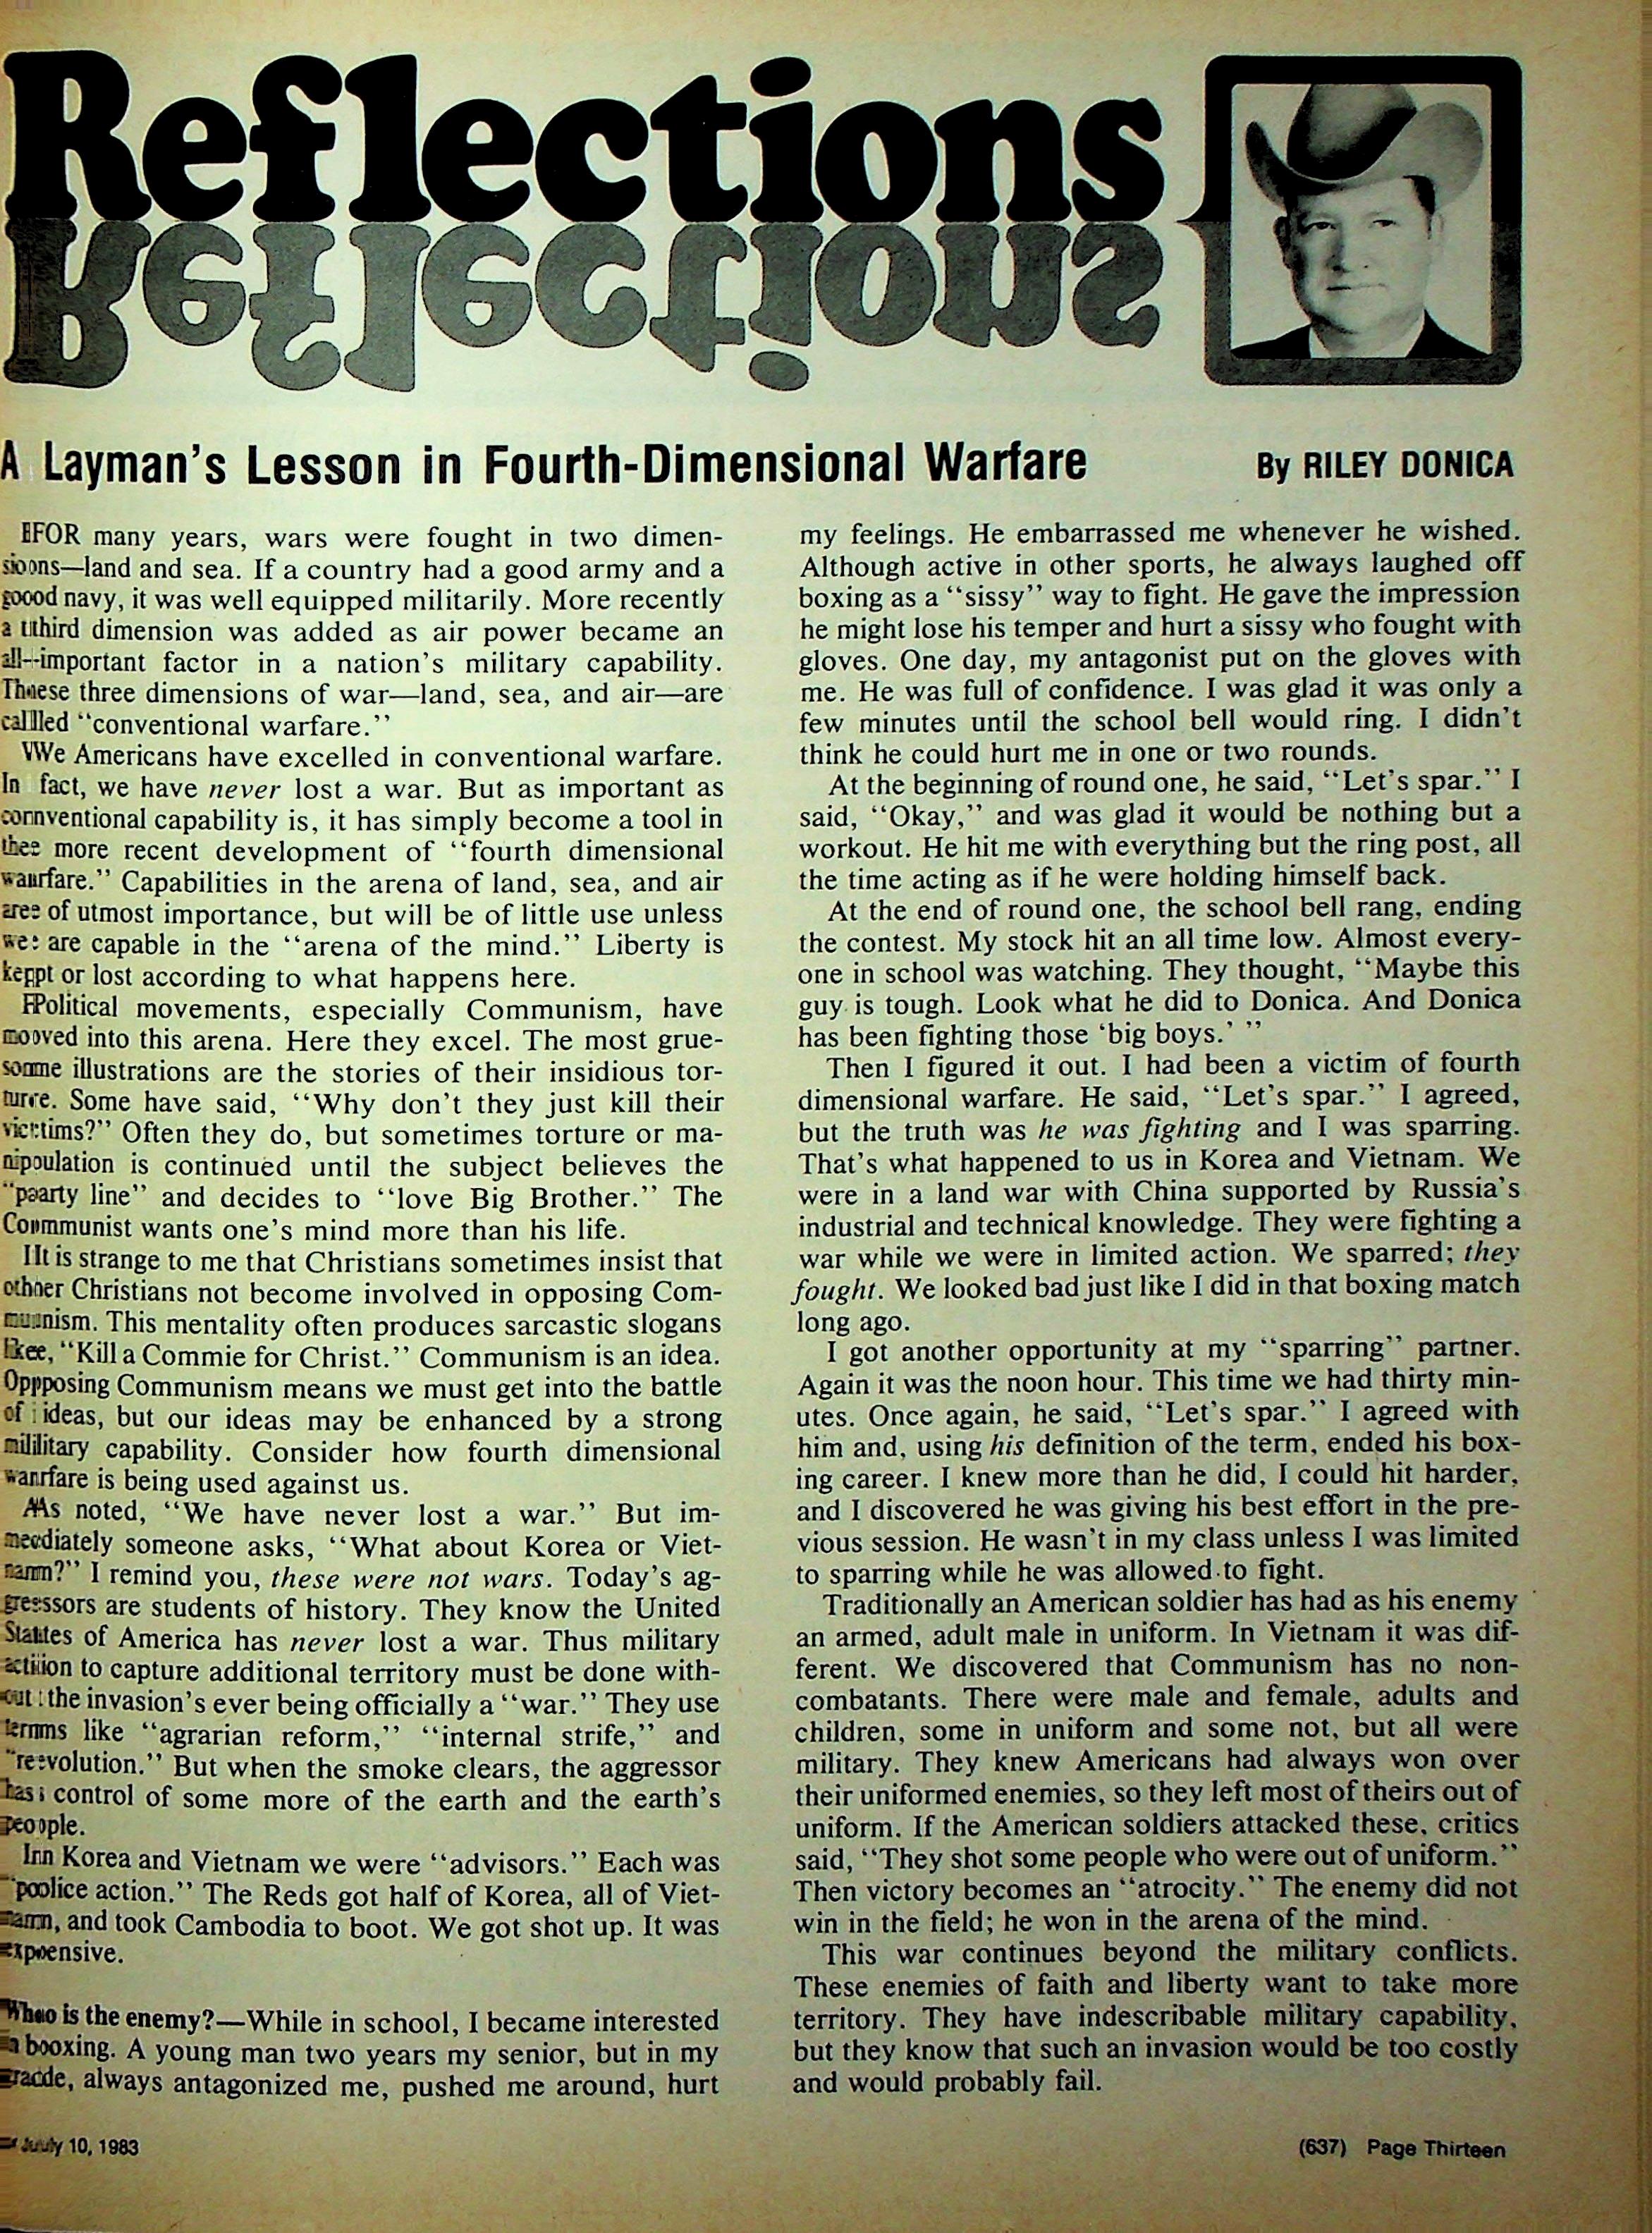 Reflections
A Layman's Lesson in Fourth-Dimensional Warfare
By RILEY DONICA
FOR many years, wars were fought in two dimen-
sions—land and sea. If a country had a good army and a
good navy, it was well equipped militarily. More recently
a third dimension was added as air power became an
all-important factor in a nation's military capability.
These three dimensions of war—land, sea, and air—are
called “conventional warfare.”
We Americans have excelled in conventional warfare.
In fact, we have never lost a war. But as important as
conventional capability is, it has simply become a tool in
the more recent development of “fourth dimensional
warfare.” Capabilities in the arena of land, sea, and air
are of utmost importance, but will be of little use unless
we are capable in the “arena of the mind.” Liberty is
kept or lost according to what happens here.
Political movements, especially Communism, have
moved into this arena. Here they excel. The most grue-
some illustrations are the stories of their insidious tor-
ture. Some have said, “Why don't they just kill their
victims?” Often they do, but sometimes torture or ma-
nipulation is continued until the subject believes the
“party line” and decides to “love Big Brother.” The
Communist wants one's mind more than his life.
It is strange to me that Christians sometimes insist that
other Christians not become involved in opposing Com-
munism. This mentality often produces sarcastic slogans
like, “Kill a Commie for Christ.” Communism is an idea.
Opposing Communism means we must get into the battle
of ideas, but our ideas may be enhanced by a strong
military capability. Consider how fourth dimensional
warfare is being used against us.
As noted, “We have never lost a war.” But im-
mediately someone asks, “What about Korea or Viet-
nam?” I remind you, these were not wars. Today's ag-
gressors are students of history. They know the United
States of America has never lost a war. Thus military
action to capture additional territory must be done with-
out the invasion's ever being officially a “war.” They use
terms like “agrarian reform,” “internal strife,” and
“revolution.” But when the smoke clears, the aggressor
has control of some more of the earth and the earth's
people.
In Korea and Vietnam we were “advisors.” Each was
“police action.” The Reds got half of Korea, all of Viet-
nam, and took Cambodia to boot. We got shot up. It was
expensive.
Who is the enemy?—While in school, I became interested
in boxing. A young man two years my senior, but in my
grade, always antagonized me, pushed me around, hurt
my feelings. He embarrassed me whenever he wished.
Although active in other sports, he always laughed off
boxing as a “sissy” way to fight. He gave the impression
he might lose his temper and hurt a sissy who fought with
gloves. One day, my antagonist put on the gloves with
me. He was full of confidence. I was glad it was only a
few minutes until the school bell would ring. I didn't
think he could hurt me in one or two rounds.
At the beginning of round one, he said, “Let's spar.” I
said, “Okay,” and was glad it would be nothing but a
workout. He hit me with everything but the ring post, all
the time acting as if he were holding himself back.
At the end of round one, the school bell rang, ending
the contest. My stock hit an all time low. Almost every-
one in school was watching. They thought, “Maybe this
guy is tough. Look what he did to Donica. And Donica
has been fighting those ‘big boys.’ ”
Then I figured it out. I had been a victim of fourth
dimensional warfare. He said, “Let's spar.” I agreed,
but the truth was he was fighting and I was sparring.
That's what happened to us in Korea and Vietnam. We
were in a land war with China supported by Russia's
industrial and technical knowledge. They were fighting a
war while we were in limited action. We sparred; they
fought. We looked bad just like I did in that boxing match
long ago.
I got another opportunity at my “sparring” partner.
Again it was the noon hour. This time we had thirty min-
utes. Once again, he said, “Let's spar.” I agreed with
him and, using his definition of the term, ended his box-
ing career. I knew more than he did, I could hit harder,
and I discovered he was giving his best effort in the pre-
vious session. He wasn't in my class unless I was limited
to sparring while he was allowed to fight.
Traditionally an American soldier has had as his enemy
an armed, adult male in uniform. In Vietnam it was dif-
ferent. We discovered that Communism has no non-
combatants. There were male and female, adults and
children, some in uniform and some not, but all were
military. They knew Americans had always won over
their uniformed enemies, so they left most of theirs out of
uniform. If the American soldiers attacked these, critics
said, “They shot some people who were out of uniform.”
Then victory becomes an “atrocity.” The enemy did not
win in the field; he won in the arena of the mind.
This war continues beyond the military conflicts.
These enemies of faith and liberty want to take more
territory. They have indescribable military capability,
but they know that such an invasion would be too costly
and would probably fail.
July 10, 1983
(637) Page Thirteen